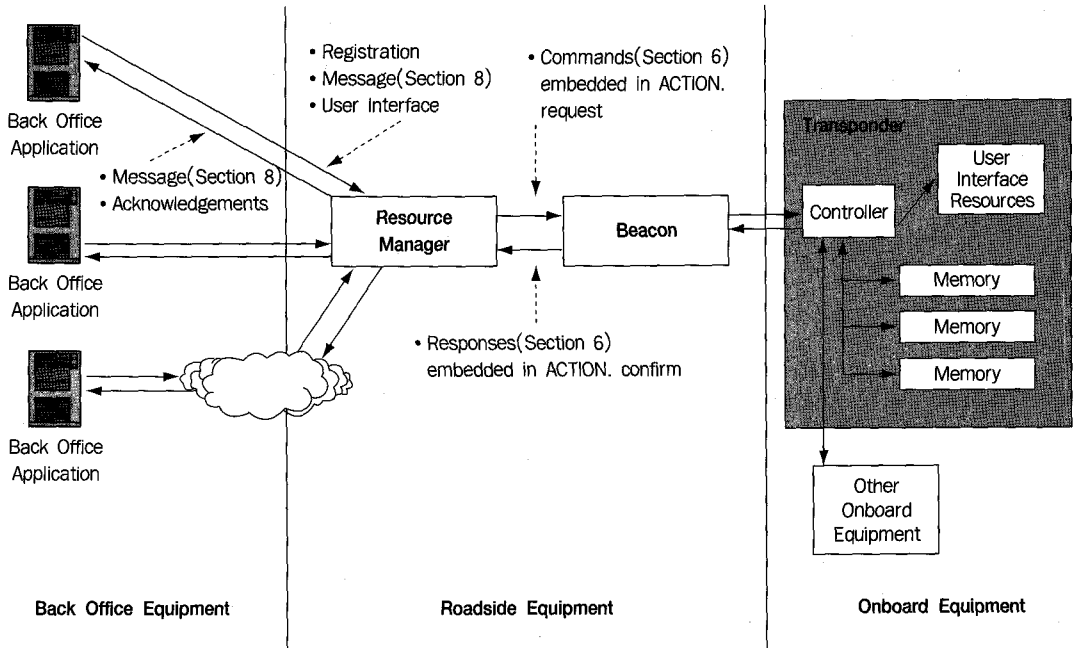 Back Office
Application
• Registration
• Message(Section 8)
• User Interface
• Commands(Section 6)
embedded in ACTION.
request
• Message(Section 8)
• Acknowledgements
Transponder
User
Interface
Resources
Controller
Resource
Manager
Beacon
Back Office
Application
Memory
Memory
Memory
• Responses(Section 6)
embedded in ACTION. confirm
Back Office
Application
Other
Onboard
Equipment
Back Office Equipment
Roadside Equipment
Onboard Equipment